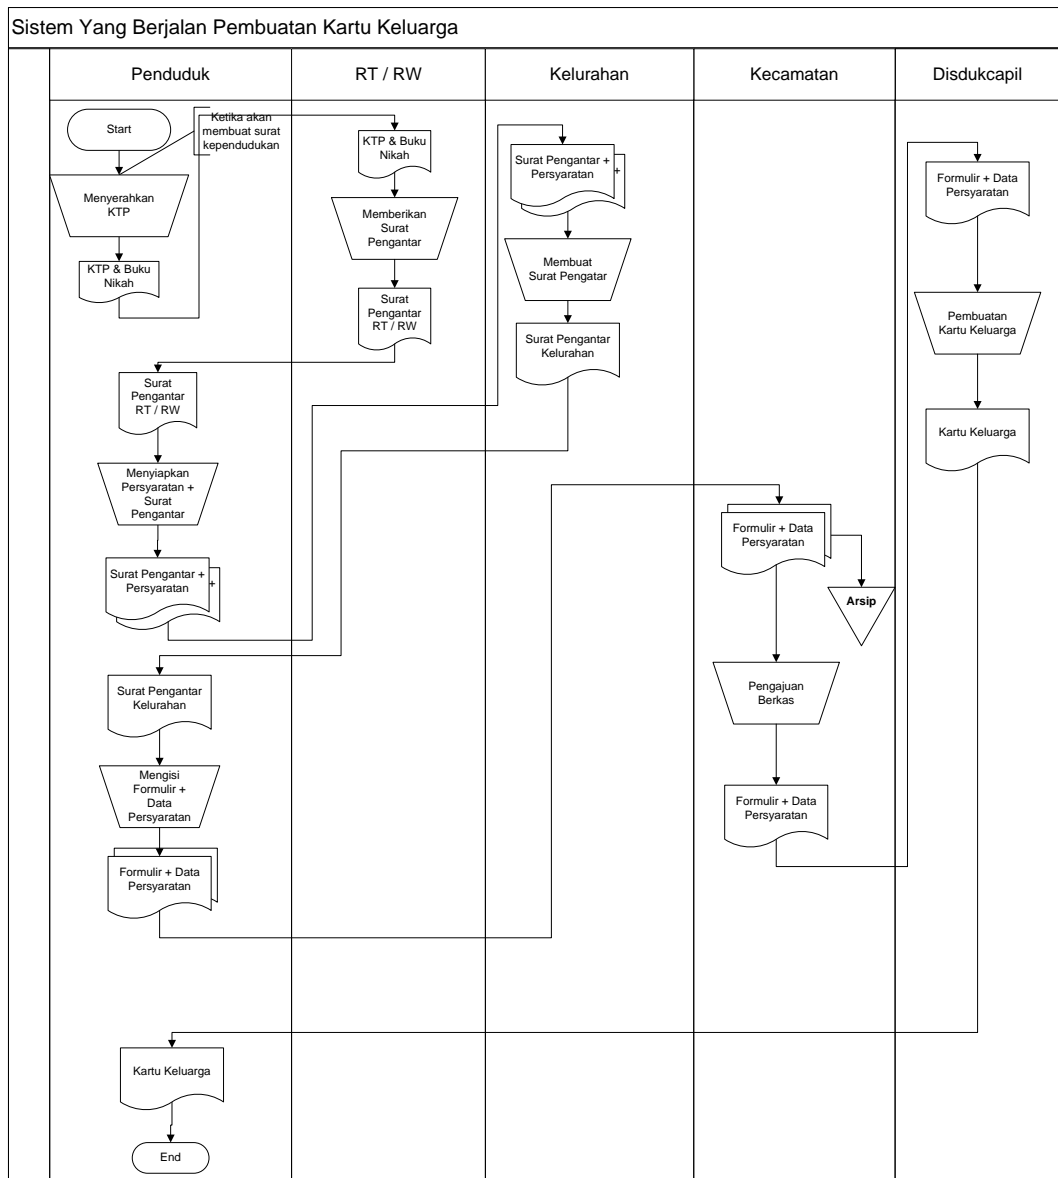 Sistem Yang Berjalan Pembuatan Kartu Keluarga
Penduduk
RT / RW
Kelurahan
Kecamatan
Disdukcapil
Start
Ketika akan
membuat surat
kependudukan
Menyerahkan
KTP
KTP & Buku
Nikah
Surat
Pengantar
RT / RW
Menyiapkan
Persyaratan +
Surat
Pengantar
Surat Pengantar +
Persyaratan
+
Surat Pengantar
Kelurahan
Mengisi
Formulir +
Data
Persyaratan
Formulir + Data
Persyaratan
Kartu Keluarga
End
KTP & Buku
Nikah
Memberikan
Surat
Pengantar
Surat
Pengantar
RT / RW
Surat Pengantar +
Persyaratan
+
Membuat
Surat Pengatar
Surat Pengantar
Kelurahan
Formulir + Data
Persyaratan
Arsip
Pengajuan
Berkas
Formulir + Data
Persyaratan
Formulir + Data
Persyaratan
Pembuatan
Kartu Keluarga
Kartu Keluarga